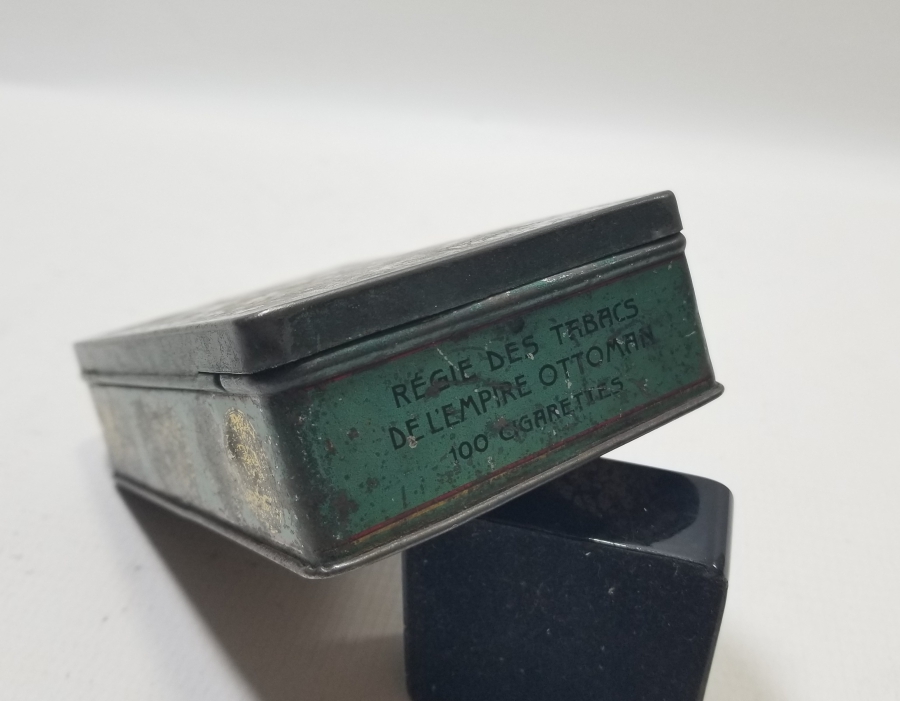 RÉGIE DES TABACS
DE L'EMPIRE OTTOMAN
100 CIGARETTES